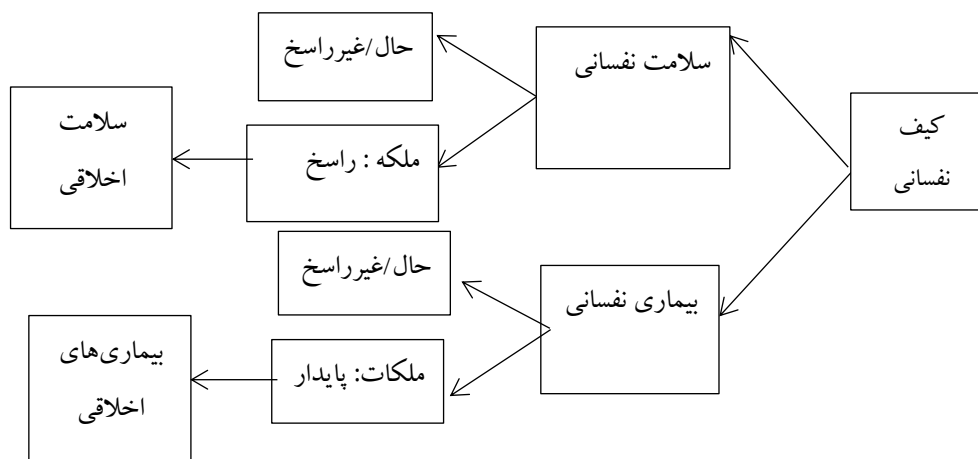 کیف
نفسانی
سلامت نفسانی
حال/غیرراسخ
ملکه : راسخ
سلامت
اخلاقی
بیماری نفسانی
حال/غیرراسخ
ملکات: پایدار
بیماری‌های
اخلاقی